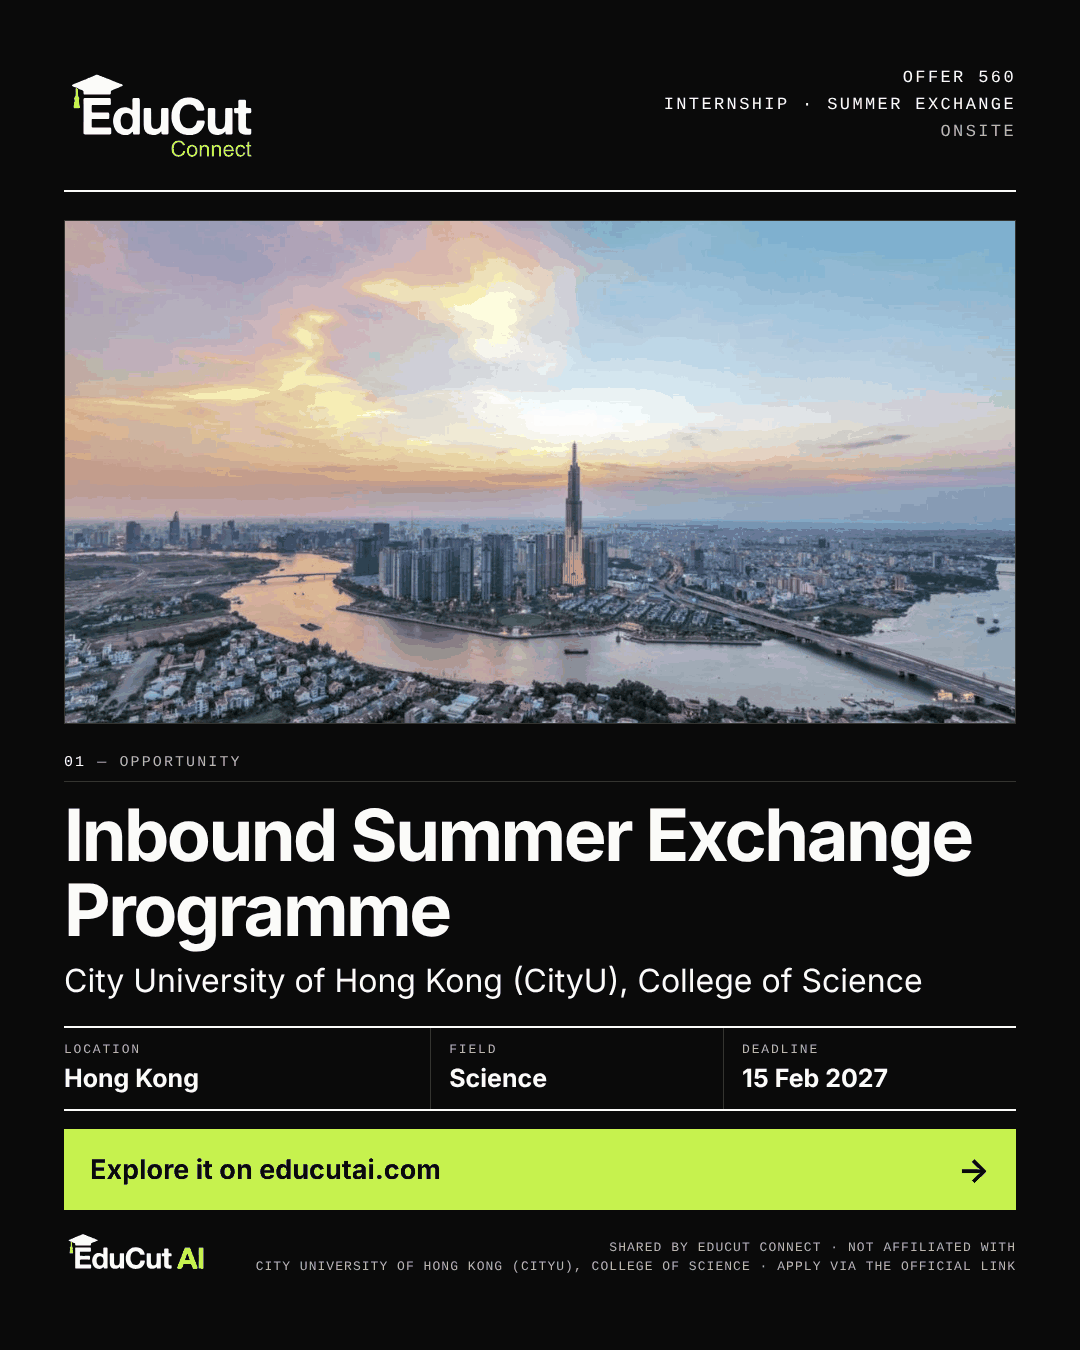 EduCut
Connect
OFFER 560
INTERNSHIP · SUMMER EXCHANGE
ONSITE
01 — OPPORTUNITY
Inbound Summer Exchange
Programme
City University of Hong Kong (CityU), College of Science
LOCATION
Hong Kong
FIELD
Science
DEADLINE
15 Feb 2027
Explore it on educutai.com →
EduCut AI
SHARED BY EDUCUT CONNECT · NOT AFFILIATED WITH
CITY UNIVERSITY OF HONG KONG (CITYU), COLLEGE OF SCIENCE · APPLY VIA THE OFFICIAL LINK